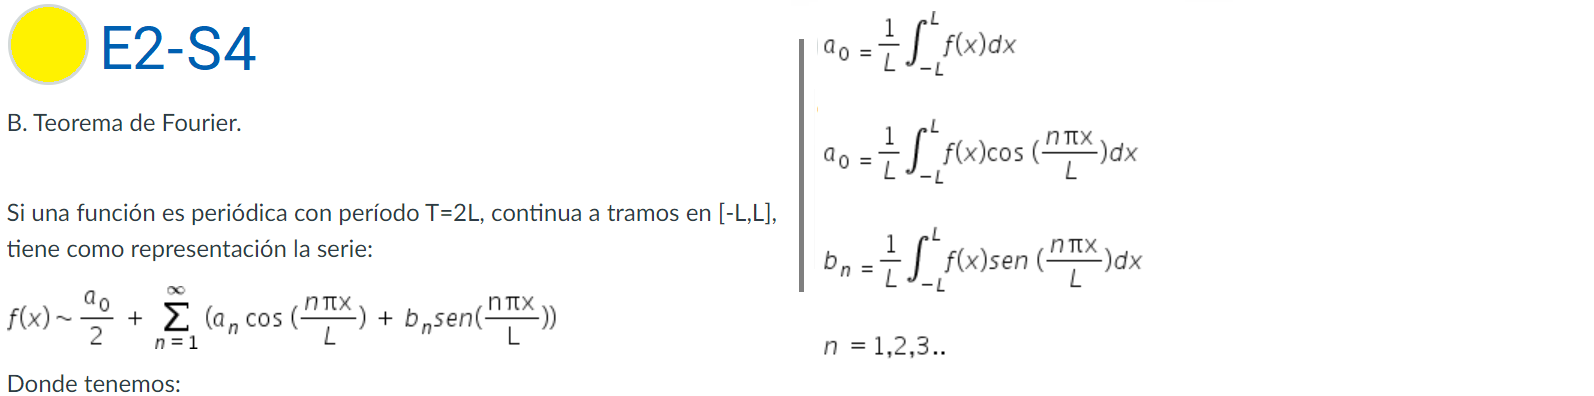 E2-S4
B. Teorema de Fourier.
Si una función es periódica con período T=2L, continua a tramos en [-L,L],
tiene como representación la serie:
f(x) ~ a₀/2 + ∑_{n=1}^{∞} (aₙ cos (nπx/L) + bₙsen(nπx/L))
Donde tenemos:
a₀ = 1/L ∫_{-L}^{L} f(x)dx
a₀ = 1/L ∫_{-L}^{L} f(x)cos (nπx/L)dx
bₙ = 1/L ∫_{-L}^{L} f(x)sen (nπx/L)dx
n = 1,2,3..